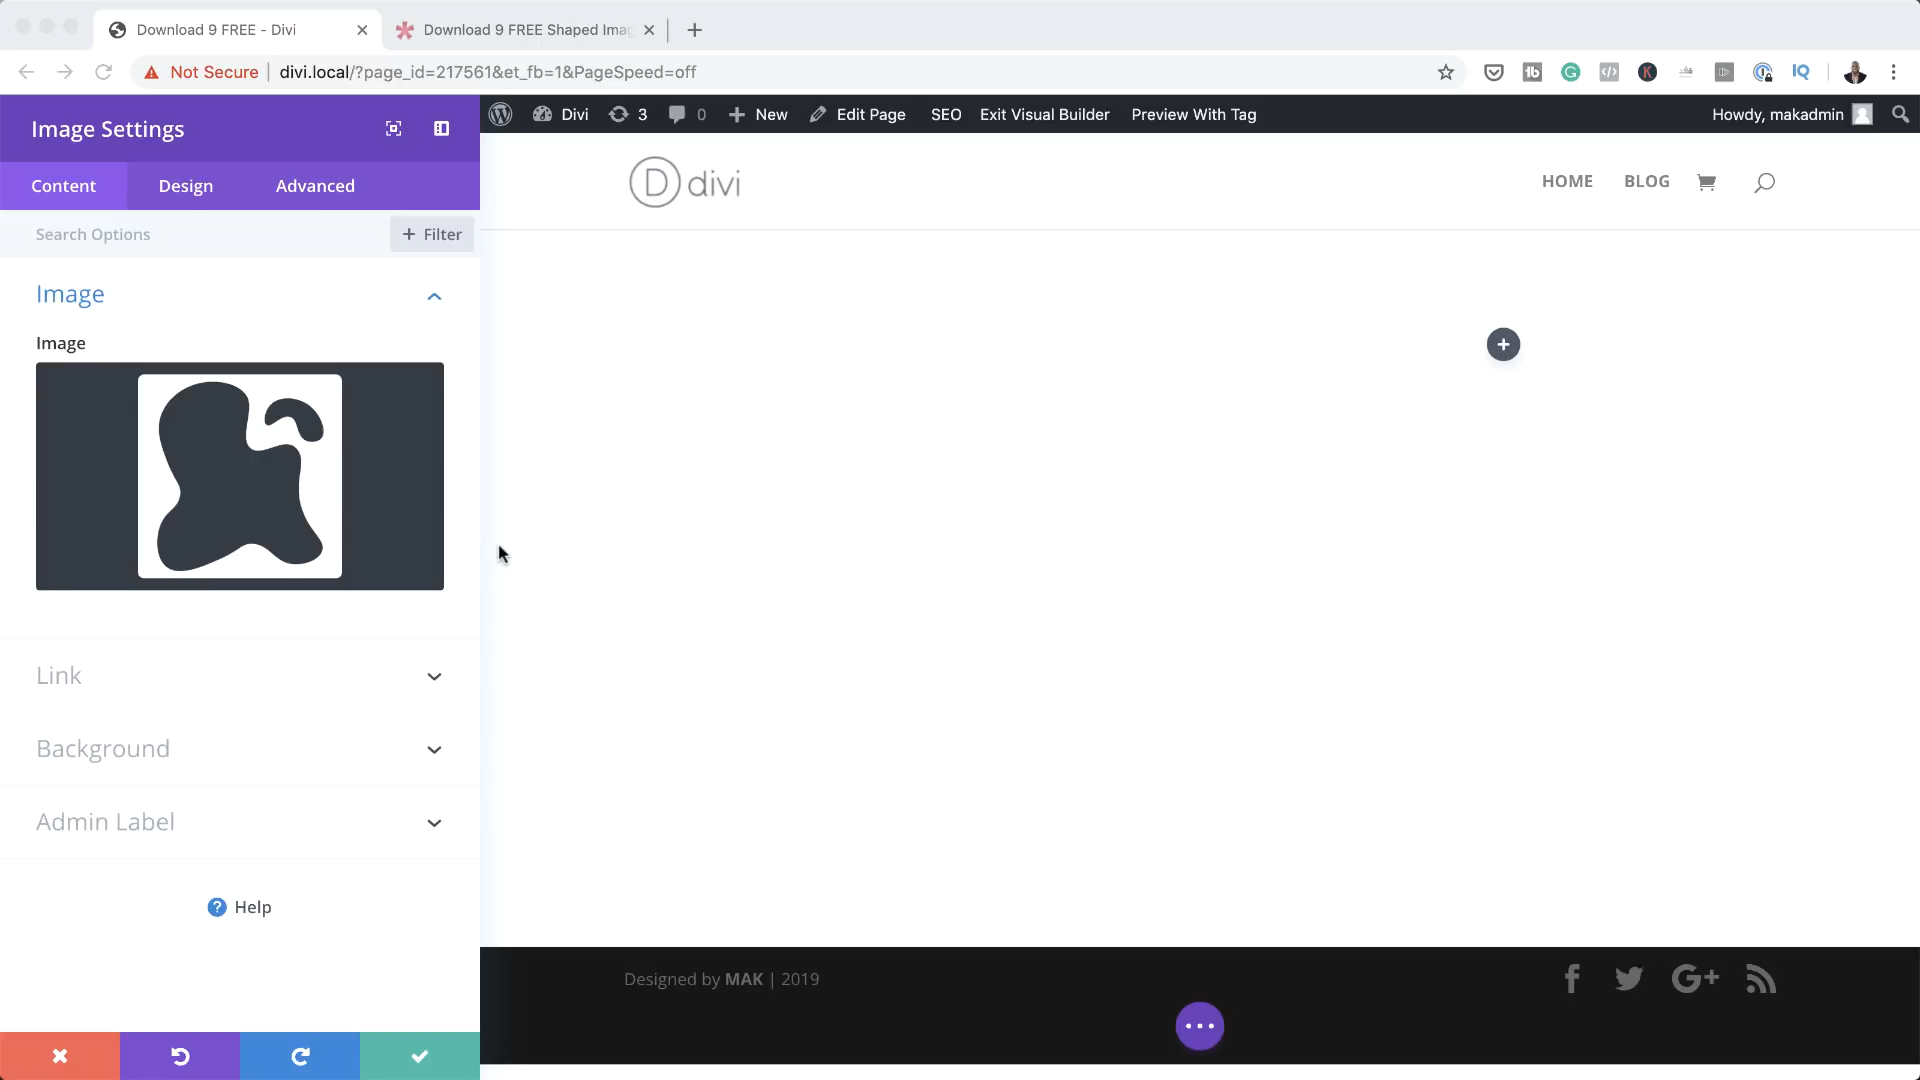 Download 9 FREE - Divi
Download 9 FREE Shaped Imag
Not Secure | divi.local/?page_id=217561&et_fb=1&PageSpeed=off
Image Settings
Divi 3 0 New Edit Page SEO Exit Visual Builder Preview With Tag Howdy, makadmin
Content Design Advanced
D divi
HOME BLOG
Search Options
+ Filter
Image
Image
Link
Background
Admin Label
? Help
Designed by MAK | 2019